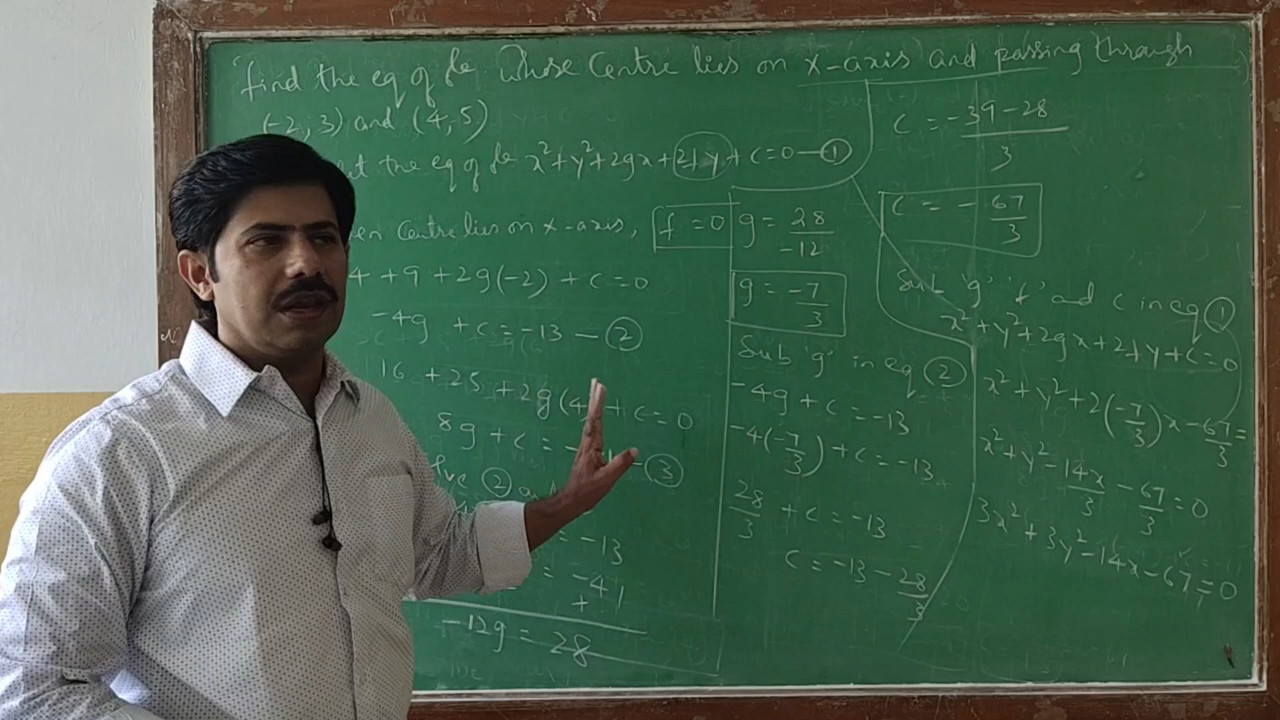 find the eq of cle whose Centre lies on x-axis and passing through
(-2, 3) and (4,-5)
the eq of cle x²+y²+2gx+2fy+c=0 — ①
Centre lies on x-axis, f = 0
4 + 9 + 2g(-2) + c = 0
-4g + c = -13 — ②
16 + 25 + 2g(4) + c = 0
8g + c = - — ③
②
= -13
= -41
+
-12g = 28
g = 28/-12
g = -7/3
Sub 'g' in eq ②
-4g + c = -13
-4(-7/3) + c = -13
28/3 + c = -13
c = -13 - 28/3
c = -39-28/3
c = -67/3
Sub 'g' 'f' and c in eq ①
x²+y²+2gx+2fy+c=0
x²+y²+2(-7/3)x-67/3=
x²+y²-14x/3-67/3=0
3x²+3y²-14x-67=0